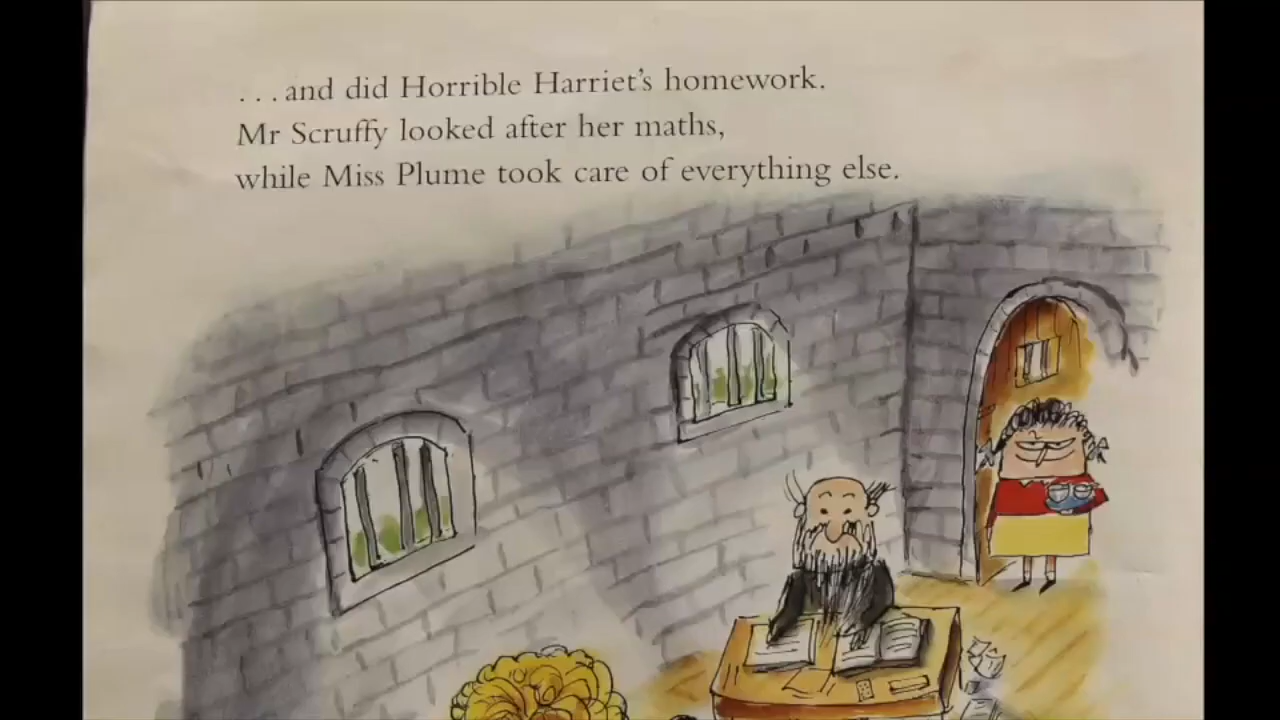 ...and did Horrible Harriet's homework.
Mr Scruffy looked after her maths,
while Miss Plume took care of everything else.